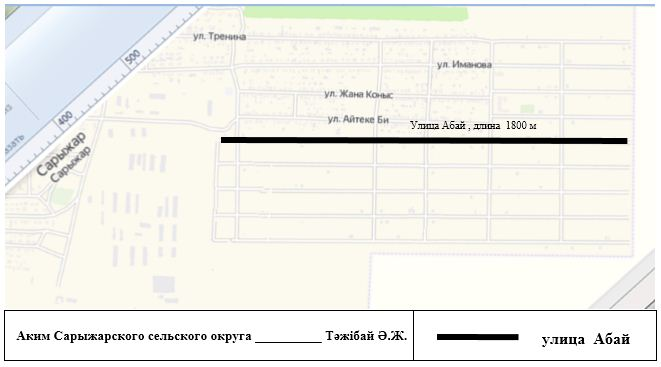 ул. Тренина
500
ул. Иманова
ул. Жана Коныс
400
ул. Айтеке Би
Улица Абай , длина 1800 м
зать
Сарыжар
Сарыжар
Аким Сарыжарского сельского округа __________ Тәжібай Ә.Ж.
улица Абай